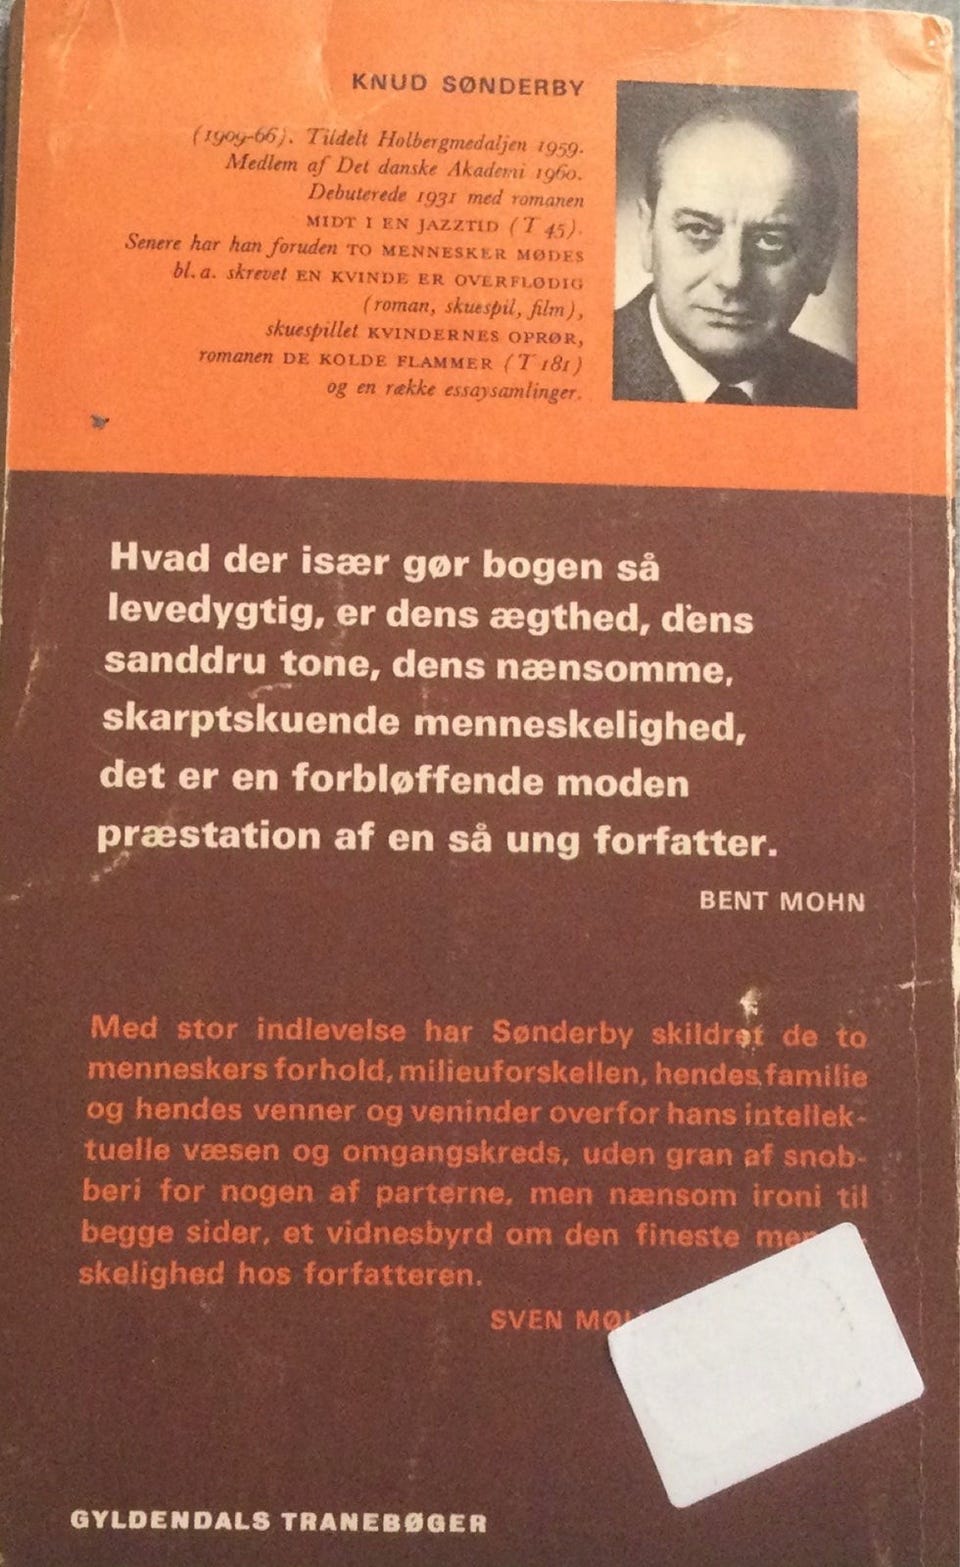 KNUD SØNDERBY
(1909-66). Tildelt Holbergmedaljen 1959.
Medlem af Det danske Akademi 1960.
Debuterede 1931 med romanen
MIDT I EN JAZZTID (T 45).
Senere har han foruden TO MENNESKER MØDES
bl. a. skrevet EN KVINDE ER OVERFLØDIG
(roman, skuespil, film),
skuespillet KVINDERNES OPRØR,
romanen DE KOLDE FLAMMER (T 181)
og en række essaysamlinger.
Hvad der især gør bogen så
levedygtig, er dens ægthed, dens
sanddru tone, dens nænsomme,
skarptskuende menneskelighed,
det er en forbløffende moden
præstation af en så ung forfatter.
BENT MOHN
Med stor indlevelse har Sønderby skildret de to
menneskers forhold, milieuforskellen, hendes familie
og hendes venner og veninder overfor hans intellek-
tuelle væsen og omgangskreds, uden gran af snob-
beri for nogen af parterne, men nænsom ironi til
begge sider, et vidnesbyrd om den fineste
skelighed hos forfatteren.
SVEN
GYLDENDALS TRANEBØGER